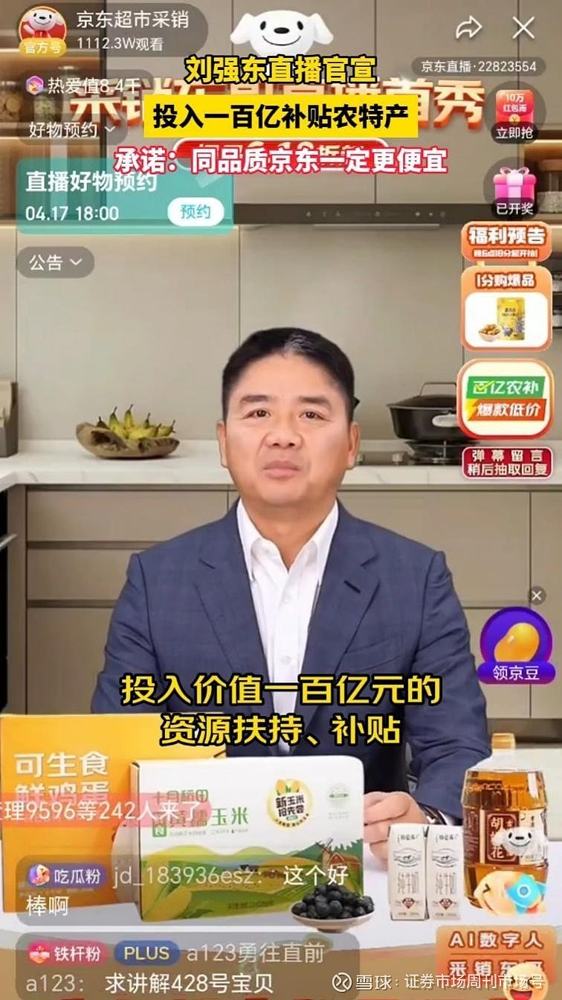 京东超市采销
官方号
1112.3W观看
京东直播·22823554
热爱值8.4千
刘强东直播官宣
投入一百亿补贴农特产
承诺：同品质京东一定更便宜
好物预约
10万
红包雨
立即抢
直播好物预约
04.17 18:00
预约
已开奖
公告
福利预告
1分购爆品
百亿农补
爆款低价
弹幕留言
稍后抽取回复
领京豆
投入价值一百亿元的
资源扶持、补贴
可生食
鲜鸡蛋
十月稻田
黄糯玉米
新玉米
抢先会
纯牛奶
纯牛奶
9596等242人来了
吃瓜粉 jd_183936esz： 这个好
棒啊
铁杆粉 PLUS a123勇往直前
a123： 求讲解428号宝贝
AI数字人
雪球：证券市场周刊市场号